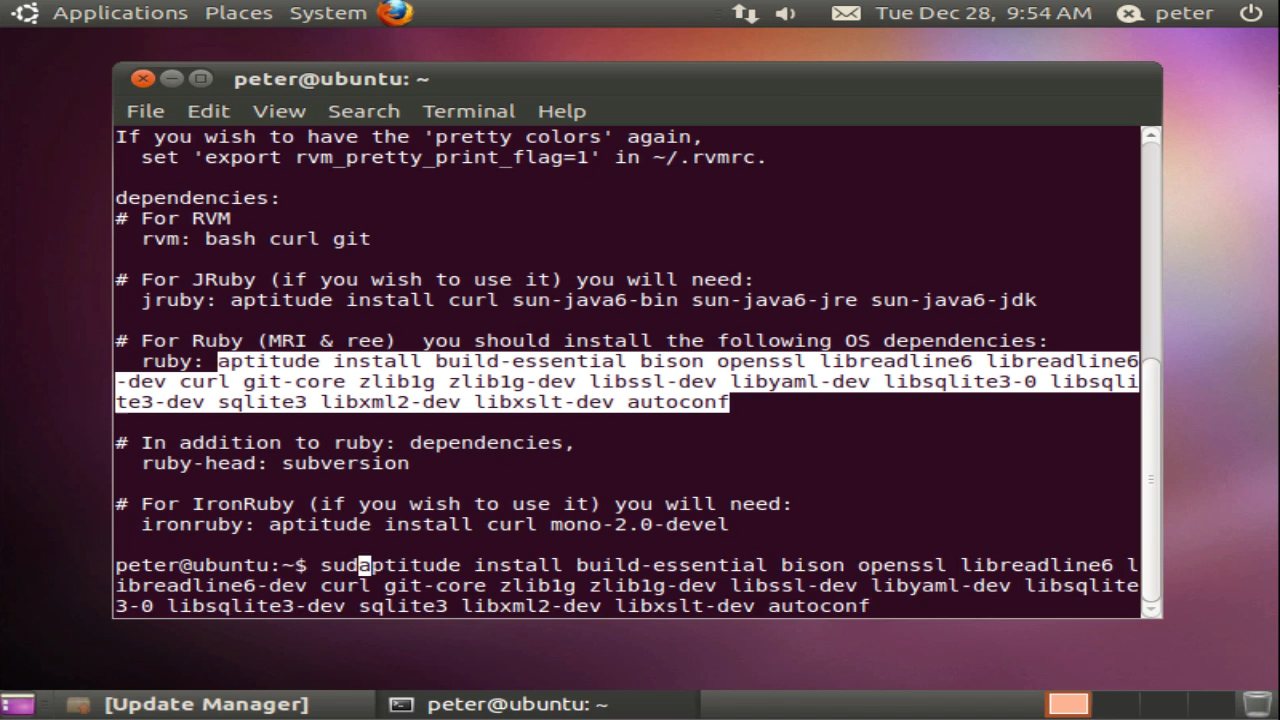 Applications Places System Tue Dec 28, 9:54 AM peter
peter@ubuntu: ~
File Edit View Search Terminal Help
If you wish to have the 'pretty colors' again,
set 'export rvm_pretty_print_flag=1' in ~/.rvmrc.
dependencies:
# For RVM
rvm: bash curl git
# For JRuby (if you wish to use it) you will need:
jruby: aptitude install curl sun-java6-bin sun-java6-jre sun-java6-jdk
# For Ruby (MRI & ree)  you should install the following OS dependencies:
ruby: aptitude install build-essential bison openssl libreadline6 libreadline6
-dev curl git-core zlib1g zlib1g-dev libssl-dev libyaml-dev libsqlite3-0 libsqli
te3-dev sqlite3 libxml2-dev libxslt-dev autoconf
# In addition to ruby: dependencies,
ruby-head: subversion
# For IronRuby (if you wish to use it) you will need:
ironruby: aptitude install curl mono-2.0-devel
peter@ubuntu:~$ sudaptitude install build-essential bison openssl libreadline6 l
ibreadline6-dev curl git-core zlib1g zlib1g-dev libssl-dev libyaml-dev libsqlite
3-0 libsqlite3-dev sqlite3 libxml2-dev libxslt-dev autoconf
[Update Manager] peter@ubuntu: ~